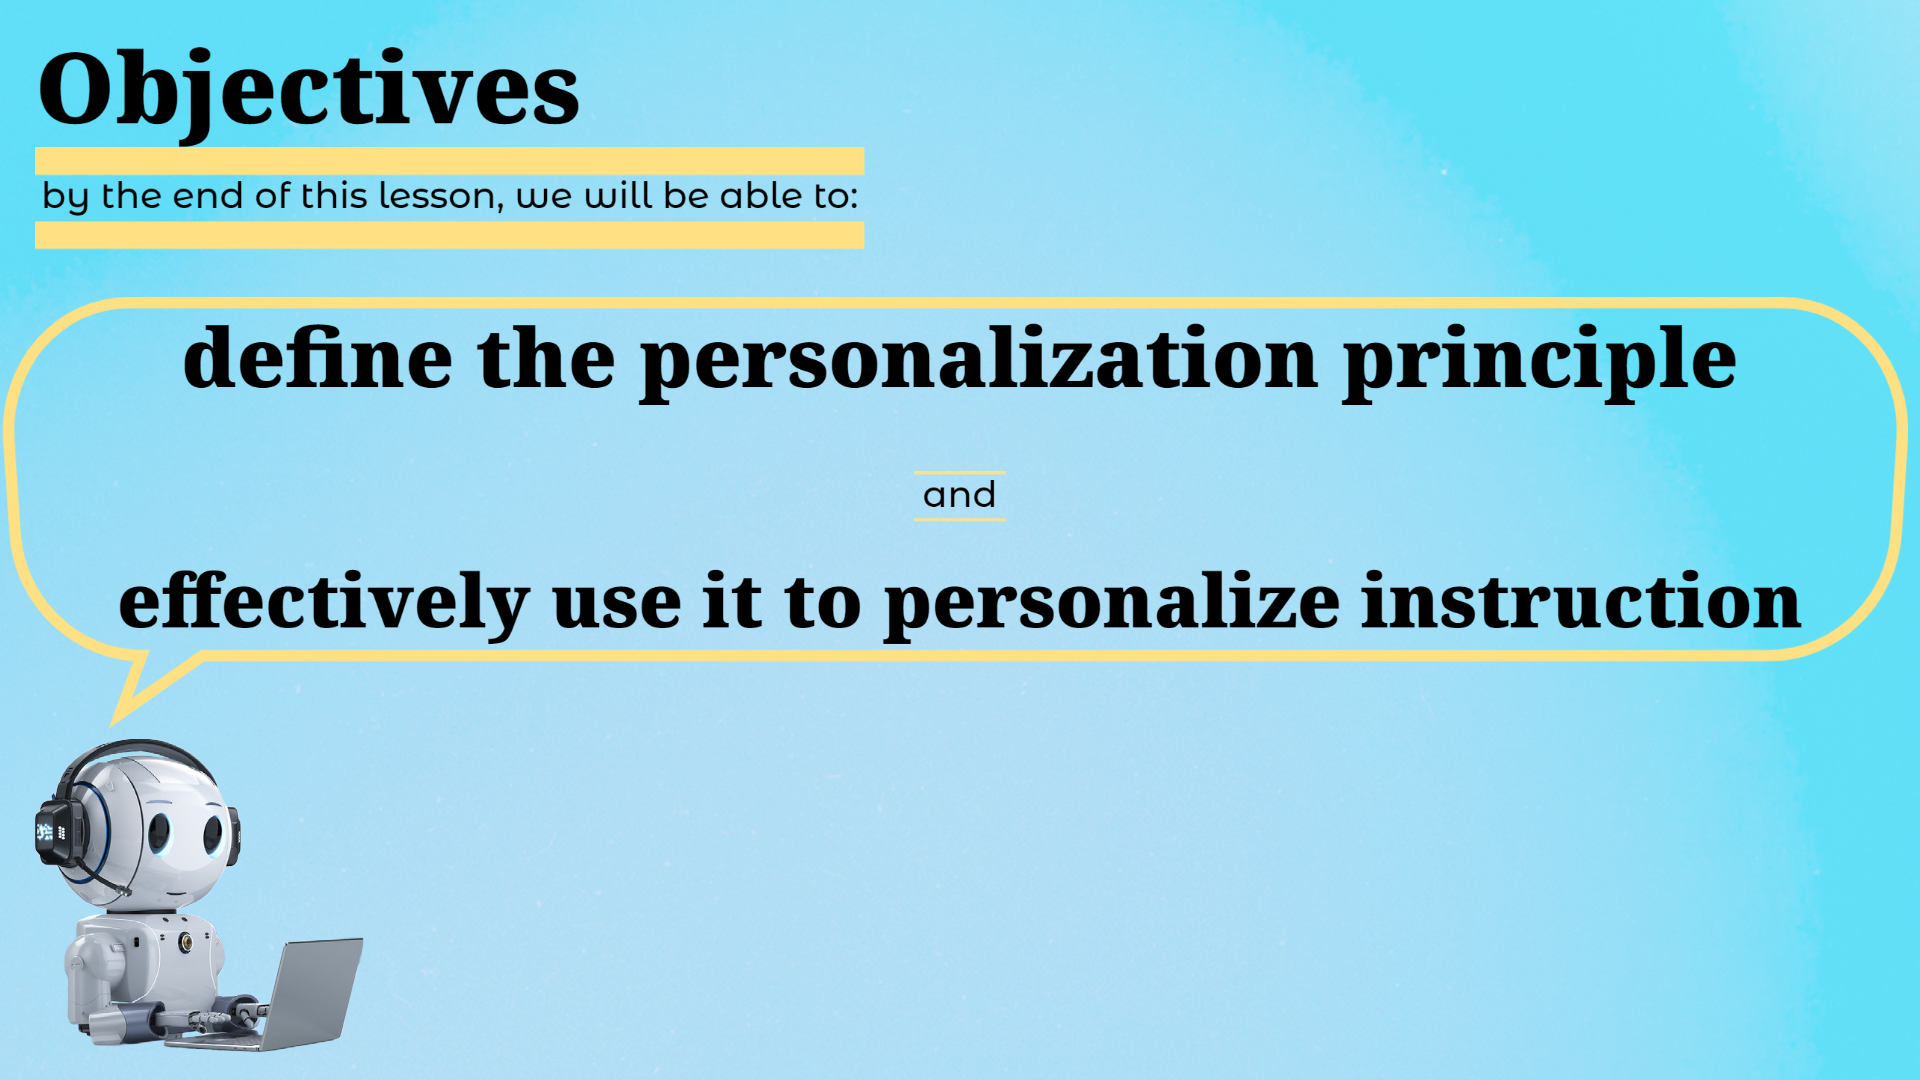 Objectives
by the end of this lesson, we will be able to:
define the personalization principle
and
effectively use it to personalize instruction